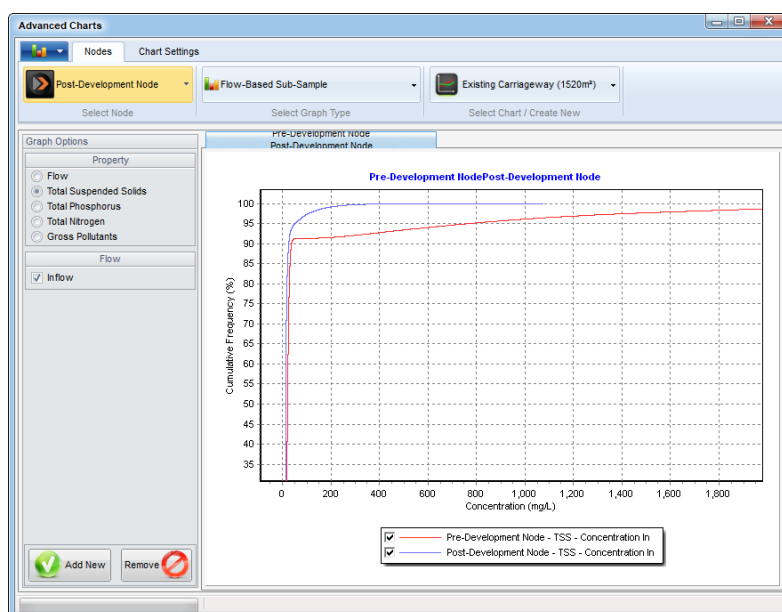 Advanced Charts
Nodes Chart Settings
Post-Development Node Flow-Based Sub-Sample Existing Carriageway (1520m²)
Select Node Select Graph Type Select Chart / Create New
Graph Options
Property
Flow
Total Suspended Solids
Total Phosphorus
Total Nitrogen
Gross Pollutants
Flow
Inflow
Add New Remove
Pre-Development Node
Post-Development Node
Pre-Development NodePost-Development Node
Cumulative Frequency (%)
100
95
90
85
80
75
70
65
60
55
50
45
40
35
0 200 400 600 800 1,000 1,200 1,400 1,600 1,800
Concentration (mg/L)
Pre-Development Node - TSS - Concentration In
Post-Development Node - TSS - Concentration In